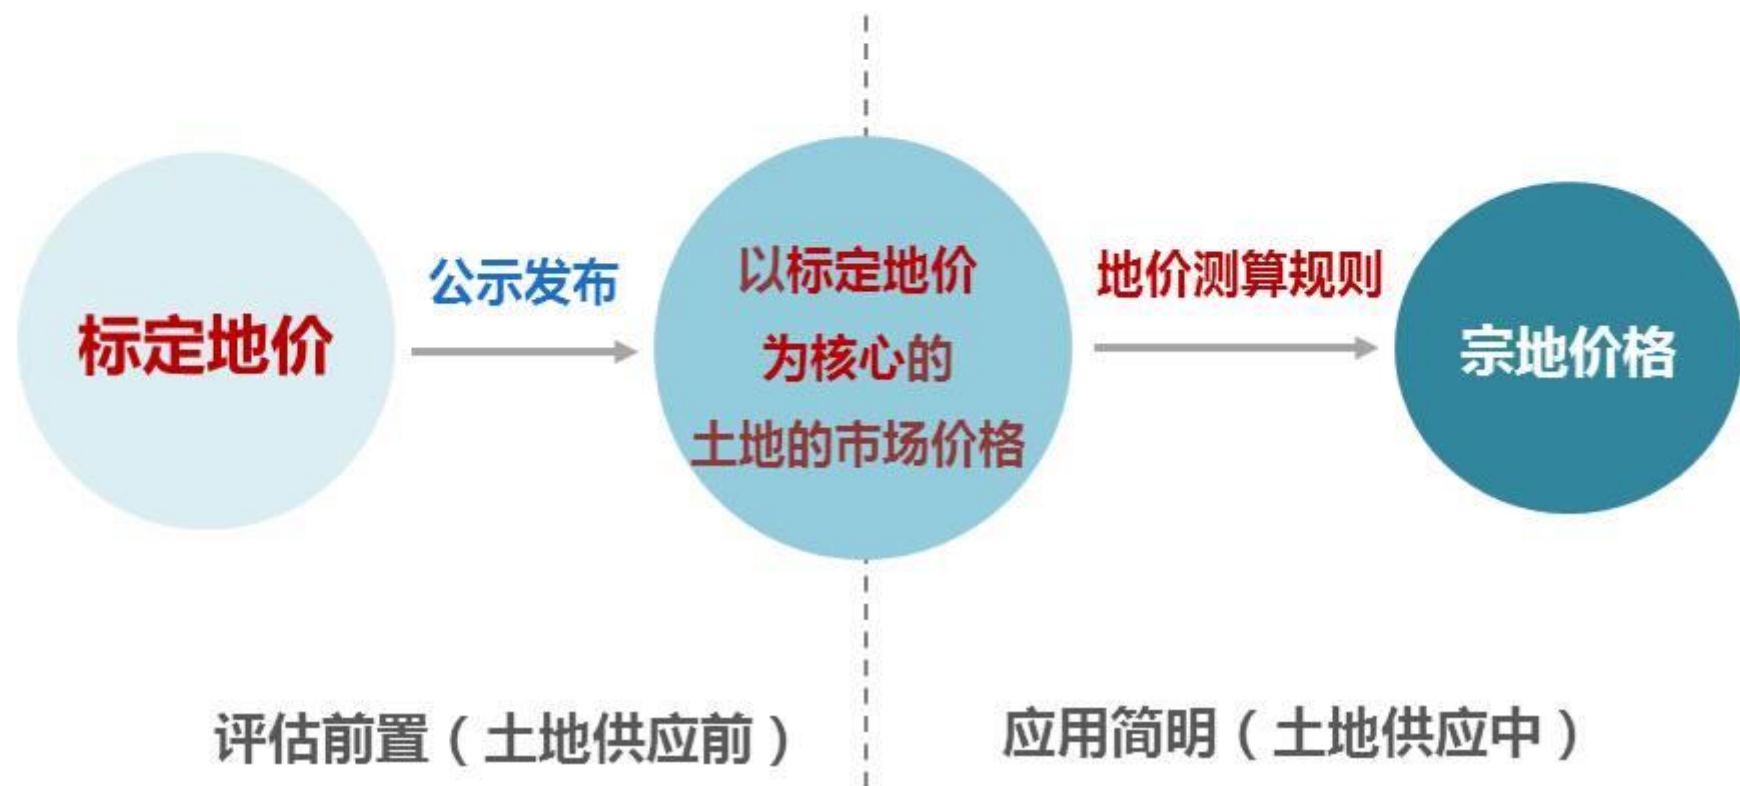 标定地价
公示发布
以标定地价
为核心的
土地的市场价格
地价测算规则
宗地价格
评估前置（土地供应前）
应用简明（土地供应中）